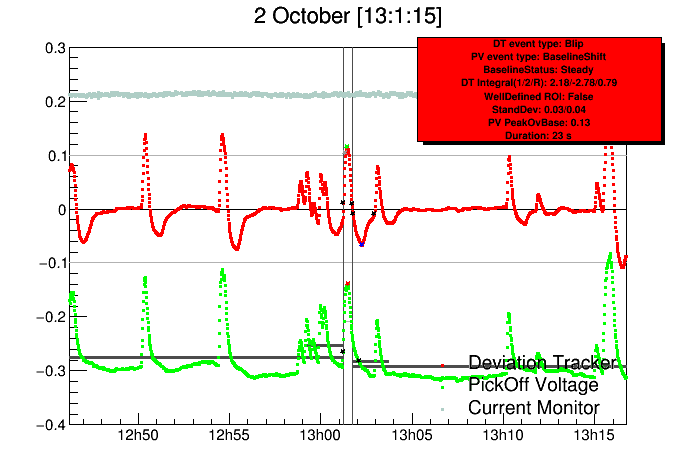 2 October [13:1:15]
DT event type: Blip
PV event type: BaselineShift
BaselineStatus: Steady
DT Integral(1/2/R): 2.18/-2.78/0.79
WellDefined ROI: False
StandDev: 0.03/0.04
PV PeakOvBase: 0.13
Duration: 23 s
0.3
0.2
0.1
0
−0.1
−0.2
−0.3
−0.4
Deviation Tracker
PickOff Voltage
Current Monitor
12h50 12h55 13h00 13h05 13h10 13h15